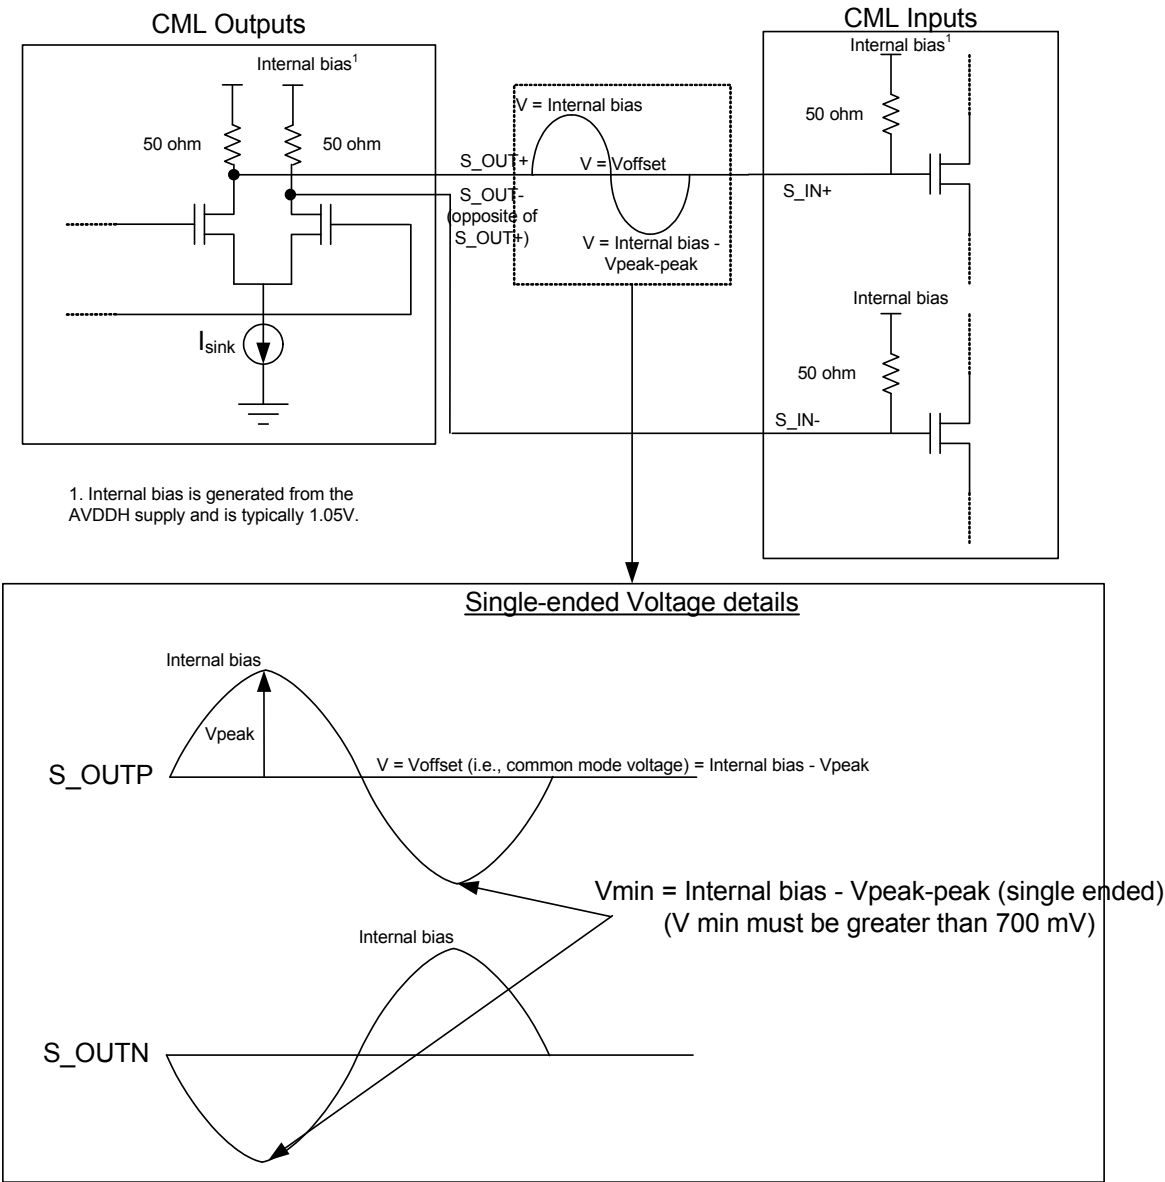 CML Outputs
CML Inputs
Internal bias¹
50 ohm
50 ohm
I sink
S_OUT+
S_OUT-
(opposite of
S_OUT+)
V = Internal bias
V = Voffset
V = Internal bias -
Vpeak-peak
Internal bias¹
50 ohm
S_IN+
Internal bias
50 ohm
S_IN-
1. Internal bias is generated from the
AVDDH supply and is typically 1.05V.
Single-ended Voltage details
Internal bias
Vpeak
S_OUTP
V = Voffset (i.e., common mode voltage) = Internal bias - Vpeak
Vmin = Internal bias - Vpeak-peak (single ended)
(V min must be greater than 700 mV)
Internal bias
S_OUTN